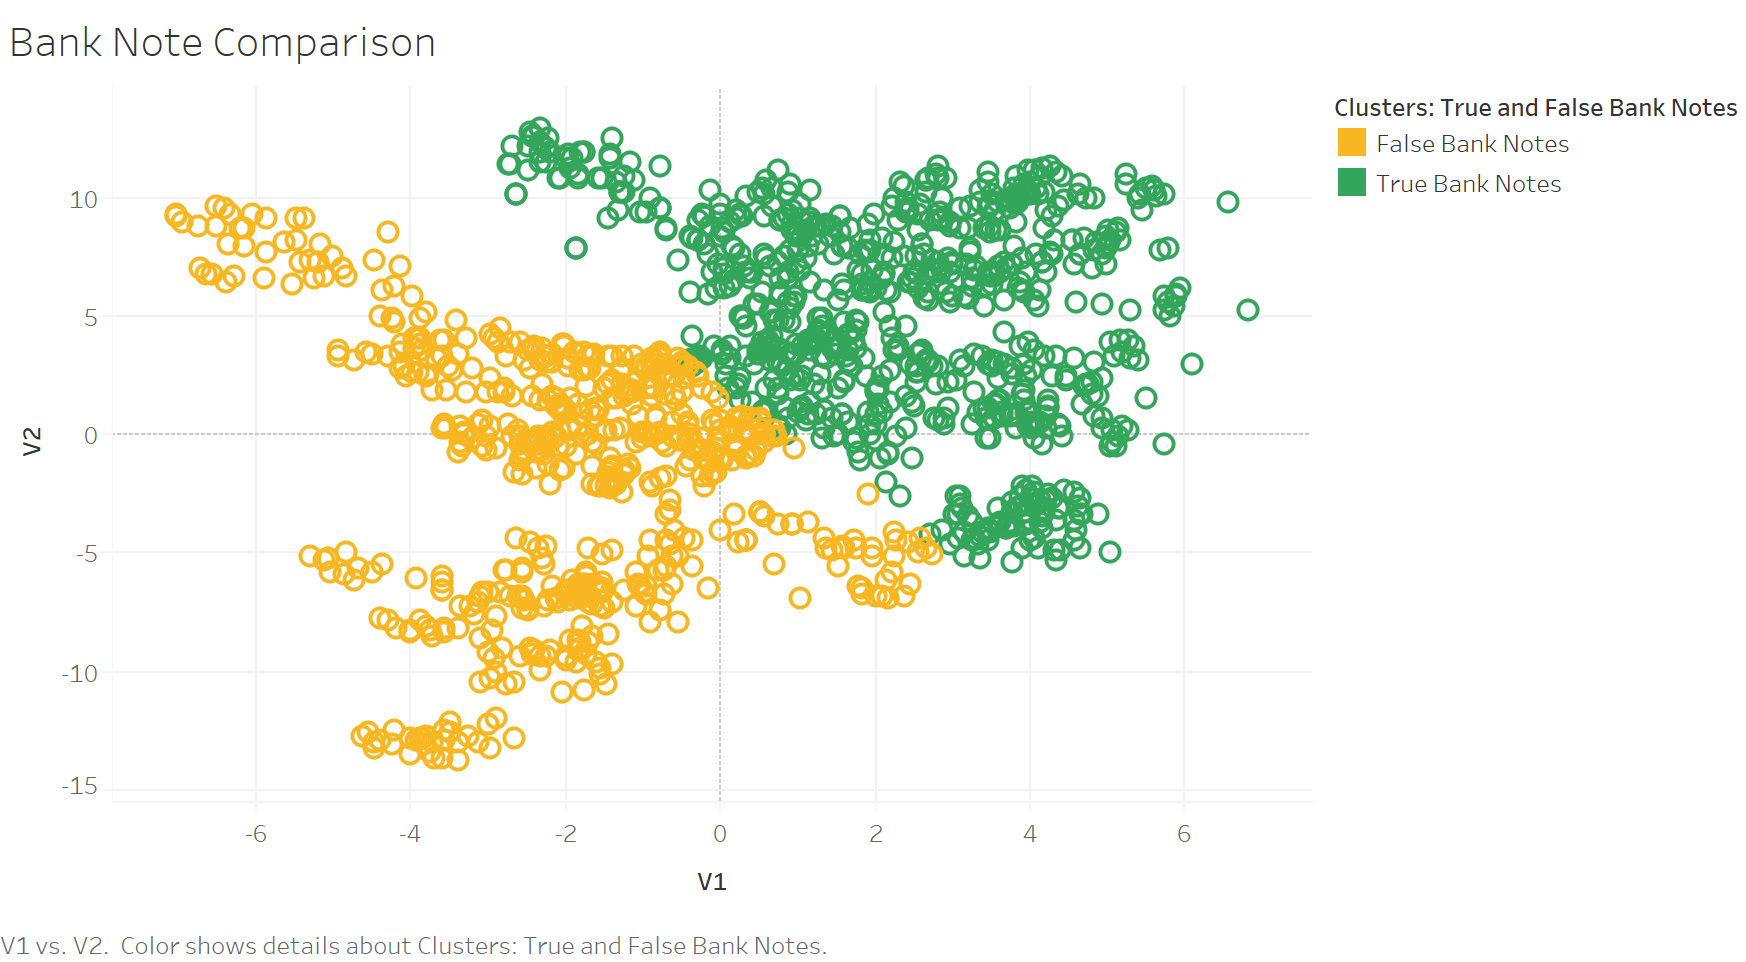 Bank Note Comparison
Clusters: True and False Bank Notes
False Bank Notes
True Bank Notes
10
5
0
-5
-10
-15
V2
-6 -4 -2 0 2 4 6
V1
V1 vs. V2. Color shows details about Clusters: True and False Bank Notes.